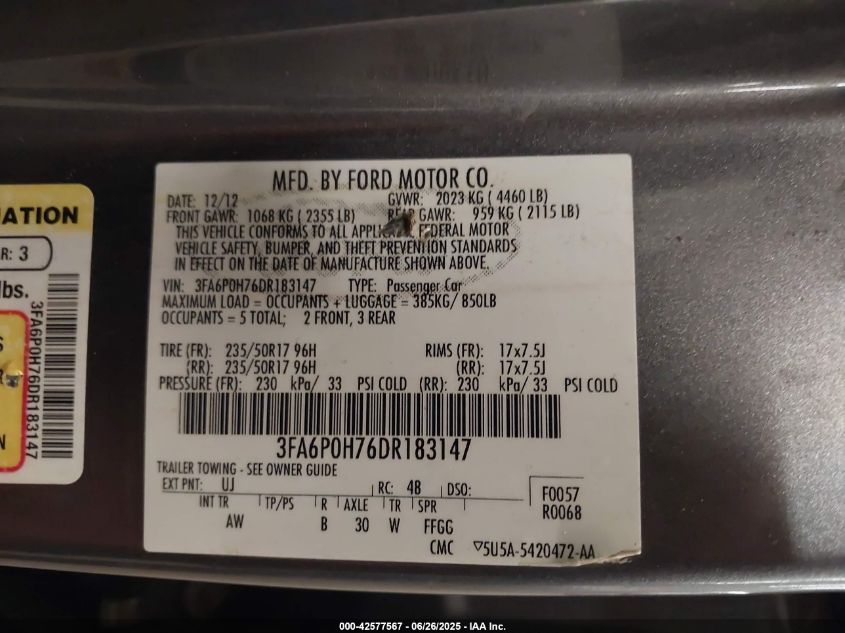 MFD. BY FORD MOTOR CO.
DATE: 12/12 GVWR: 2023 KG ( 4460 LB)
FRONT GAWR: 1068 KG ( 2355 LB) REAR GAWR: 959 KG ( 2115 LB)
THIS VEHICLE CONFORMS TO ALL FEDERAL MOTOR
VEHICLE SAFETY, BUMPER, AND THEFT PREVENTION STANDARDS
IN EFFECT ON THE DATE OF MANUFACTURE SHOWN ABOVE.
VIN: 3FA6P0H76DR183147 TYPE: Passenger Car
MAXIMUM LOAD = OCCUPANTS + LUGGAGE = 385KG/ 850LB
OCCUPANTS = 5 TOTAL; 2 FRONT, 3 REAR
TIRE (FR): 235/50R17 96H RIMS (FR): 17x7.5J
(RR): 235/50R17 96H (RR): 17x7.5J
PRESSURE (FR): 230 kPa/ 33 PSI COLD (RR): 230 kPa/ 33 PSI COLD
3FA6P0H76DR183147
TRAILER TOWING - SEE OWNER GUIDE
EXT PNT: UJ RC: 4B DSO:
INT TR TP/PS R AXLE TR SPR
AW B 30 W FFGG
F0057
R0068
CMC ▽5U5A-5420472-AA
R: 3
lbs.
3FA6P0H76DR183147
000-42577567 | 06/26/2025 | IAA Inc.